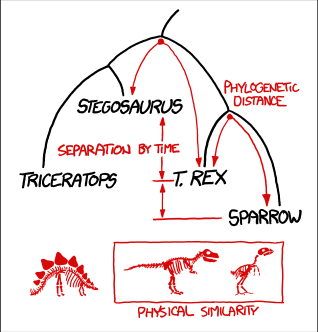 PHYLOGENETIC
DISTANCE
STEGOSAURUS
SEPARATION BY TIME
TRICERATOPS
T. REX
SPARROW
PHYSICAL SIMILARITY